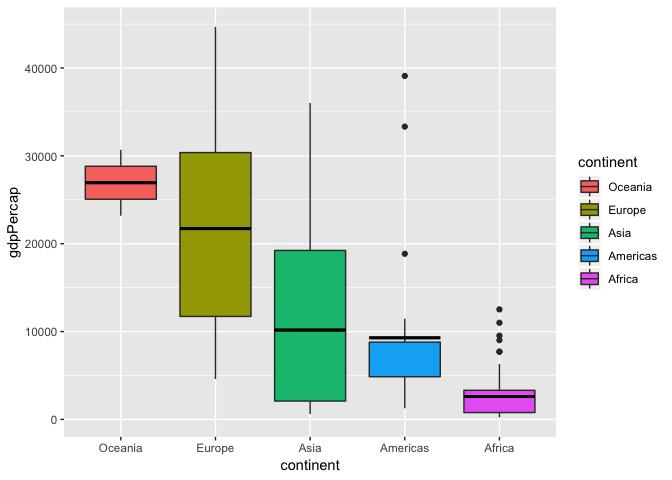 gdpPercap
40000
30000
20000
10000
0
Oceania Europe Asia Americas Africa
continent
continent
Oceania
Europe
Asia
Americas
Africa